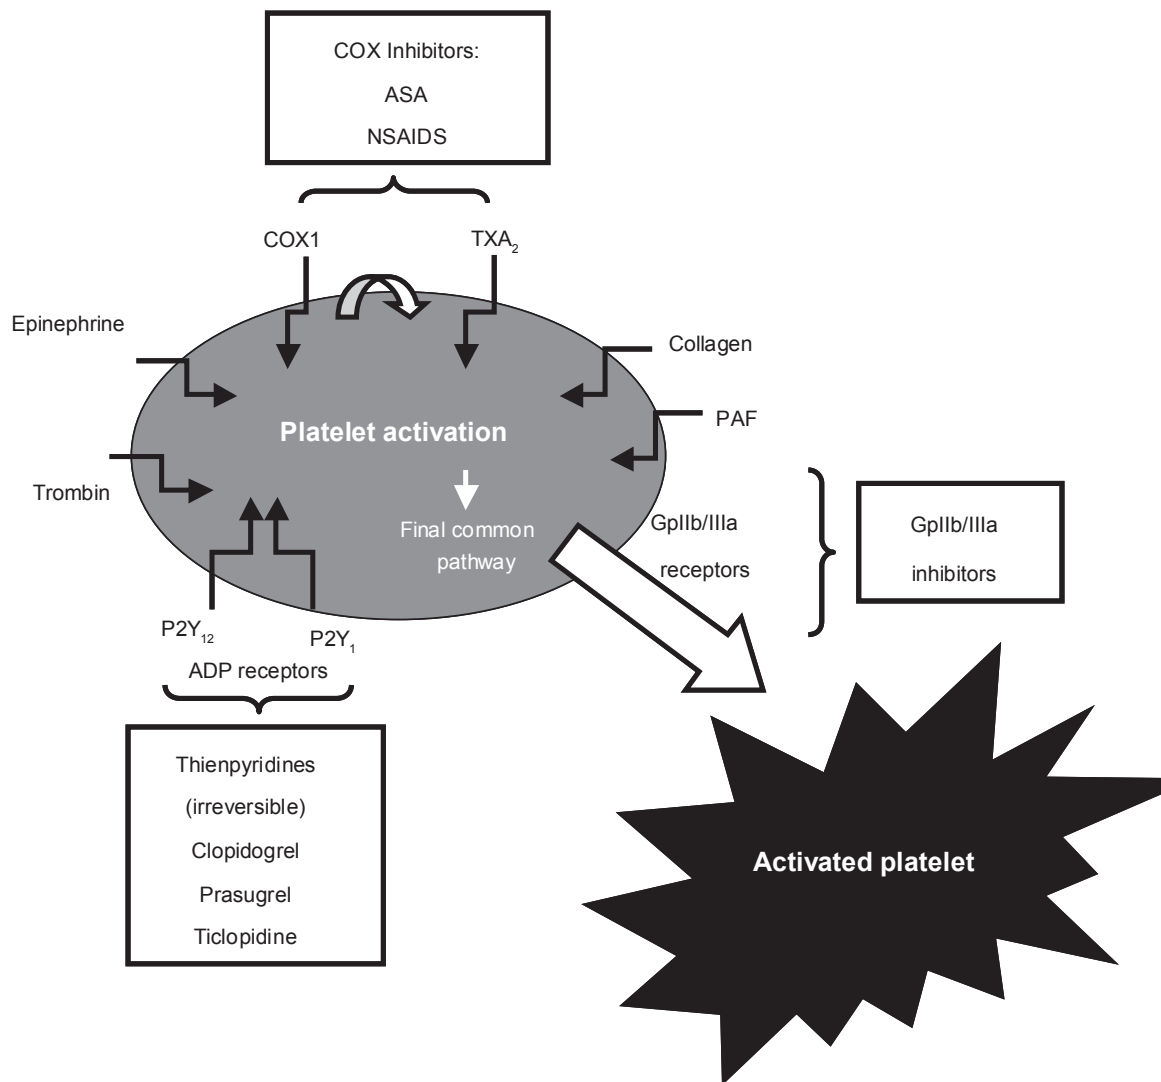 COX Inhibitors:
ASA
NSAIDS
COX1
TXA₂
Epinephrine
Collagen
PAF
Platelet activation
Trombin
Final common
pathway
GpIIb/IIIa
receptors
GpIIb/IIIa
inhibitors
P2Y₁₂
P2Y₁
ADP receptors
Thienpyridines
(irreversible)
Clopidogrel
Prasugrel
Ticlopidine
Activated platelet